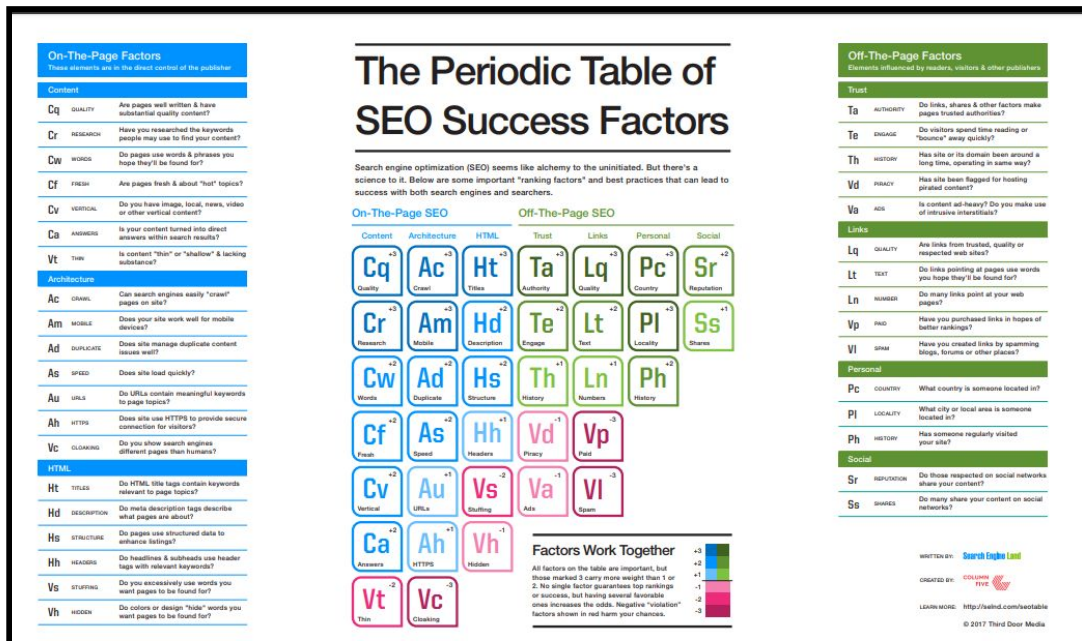 On-The-Page Factors
These elements are in the direct control of the publisher
Content
Cq QUALITY Are pages well written & have
substantial quality content?
Cr RESEARCH Have you researched the keywords
people may use to find your content?
Cw WORDS Do pages use words & phrases you
hope they'll be found for?
Cf FRESH Are pages fresh & about "hot" topics?
Cv VERTICAL Do you have image, local, news, video
or other vertical content?
Ca ANSWERS Is your content turned into direct
answers within search results?
Vt THIN Is content "thin" or "shallow" & lacking
substance?
Architecture
Ac CRAWL Can search engines easily "crawl"
pages on site?
Am MOBILE Does your site work well for mobile
devices?
Ad DUPLICATE Does site manage duplicate content
issues well?
As SPEED Does site load quickly?
Au URLS Do URLs contain meaningful keywords
to page topics?
Ah HTTPS Does site use HTTPS to provide secure
connection for visitors?
Vc CLOAKING Do you show search engines
different pages than humans?
HTML
Ht TITLES Do HTML title tags contain keywords
relevant to page topics?
Hd DESCRIPTION Do meta description tags describe
what pages are about?
Hs STRUCTURE Do pages use structured data to
enhance listings?
Hh HEADERS Do headlines & subheads use header
tags with relevant keywords?
Vs STUFFING Do you excessively use words you
want pages to be found for?
Vh HIDDEN Do colors or design "hide" words you
want pages to be found for?
The Periodic Table of
SEO Success Factors
Search engine optimization (SEO) seems like alchemy to the uninitiated. But there's a
science to it. Below are some important "ranking factors" and best practices that can lead to
success with both search engines and searchers.
On-The-Page SEO Off-The-Page SEO
Content Architecture HTML Trust Links Personal Social
Cq +3 Ac +3 Ht +3 Ta +3 Lq +3 Pc +3 Sr +2
Quality Crawl Titles Authority Quality Country Reputation
Cr +3 Am +3 Hd +2 Te +2 Lt +2 Pl +3 Ss +1
Research Mobile Description Engage Text Locality Shares
Cw +2 Ad +2 Hs +2 Th +1 Ln +1 Ph +2
Words Duplicate Structure History Numbers History
Cf +2 As +2 Hh +1 Vd -1 Vp -3
Fresh Speed Headers Piracy Paid
Cv +2 Au +1 Vs -2 Va -1 Vl -3
Vertical URLs Stuffing Ads Spam
Ca +2 Ah +1 Vh -1
Answers HTTPS Hidden
Vt -2 Vc -3
Thin Cloaking
Factors Work Together
All factors on the table are important, but
those marked 3 carry more weight than 1 or
2. No single factor guarantees top rankings
or success, but having several favorable
ones increases the odds. Negative "violation"
factors shown in red harm your chances.
+3
+2
+1
-1
-2
-3
Off-The-Page Factors
Elements influenced by readers, visitors & other publishers
Trust
Ta AUTHORITY Do links, shares & other factors make
pages trusted authorities?
Te ENGAGE Do visitors spend time reading or
"bounce" away quickly?
Th HISTORY Has site or its domain been around a
long time, operating in same way?
Vd PIRACY Has site been flagged for hosting
pirated content?
Va ADS Is content ad-heavy? Do you make use
of intrusive interstitials?
Links
Lq QUALITY Are links from trusted, quality or
respected web sites?
Lt TEXT Do links pointing at pages use words
you hope they'll be found for?
Ln NUMBER Do many links point at your web
pages?
Vp PAID Have you purchased links in hopes of
better rankings?
Vl SPAM Have you created links by spamming
blogs, forums or other places?
Personal
Pc COUNTRY What country is someone located in?
Pl LOCALITY What city or local area is someone
located in?
Ph HISTORY Has someone regularly visited
your site?
Social
Sr REPUTATION Do those respected on social networks
share your content?
Ss SHARES Do many share your content on social
networks?
WRITTEN BY: Search Engine Land
CREATED BY: COLUMN
FIVE
LEARN MORE: http://selnd.com/seotable
© 2017 Third Door Media